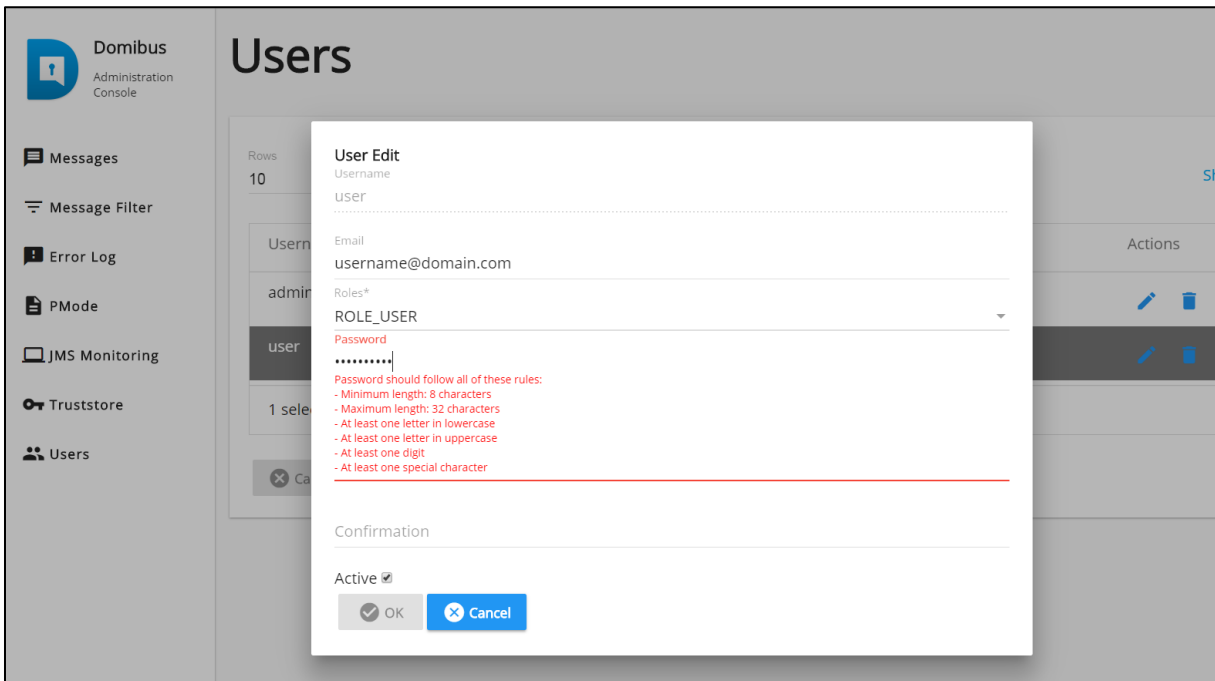 Domibus
Administration
Console
Users
Messages
Message Filter
Error Log
PMode
JMS Monitoring
Truststore
Users
Rows
10
Sh
Usern
Actions
admin
user
1 sele
Ca
User Edit
Username
user
Email
username@domain.com
Roles*
ROLE_USER
Password
••••••••••
Password should follow all of these rules:
- Minimum length: 8 characters
- Maximum length: 32 characters
- At least one letter in lowercase
- At least one letter in uppercase
- At least one digit
- At least one special character
Confirmation
Active
OK
Cancel